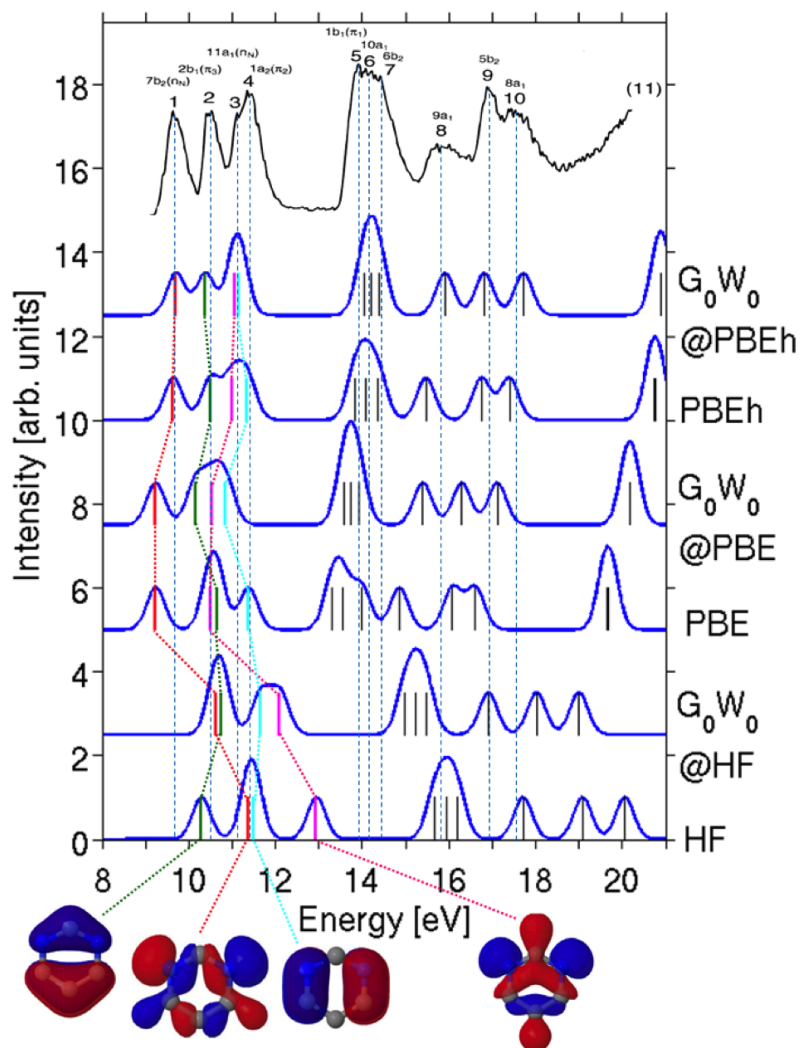 1b₁(π₁)
11a₁(n_N) 10a₁
2b₁(π₃) 1a₂(π₂) 6b₂ 5b₂
7b₂(n_N) 8a₁
9a₁
1 2 3 4 5 6 7 8 9 10 (11)
18
16
14
12
10
8
6
4
2
0
Intensity [arb. units]
G₀W₀
@PBEh
PBEh
G₀W₀
@PBE
PBE
G₀W₀
@HF
HF
8 10 12 14 16 18 20
Energy [eV]